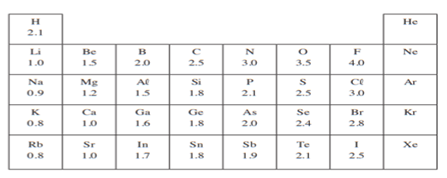 H He
2.1
Li Be B C N O F Ne
1.0 1.5 2.0 2.5 3.0 3.5 4.0
Na Mg Aℓ Si P S Cℓ Ar
0.9 1.2 1.5 1.8 2.1 2.5 3.0
K Ca Ga Ge As Se Br Kr
0.8 1.0 1.6 1.8 2.0 2.4 2.8
Rb Sr In Sn Sb Te I Xe
0.8 1.0 1.7 1.8 1.9 2.1 2.5